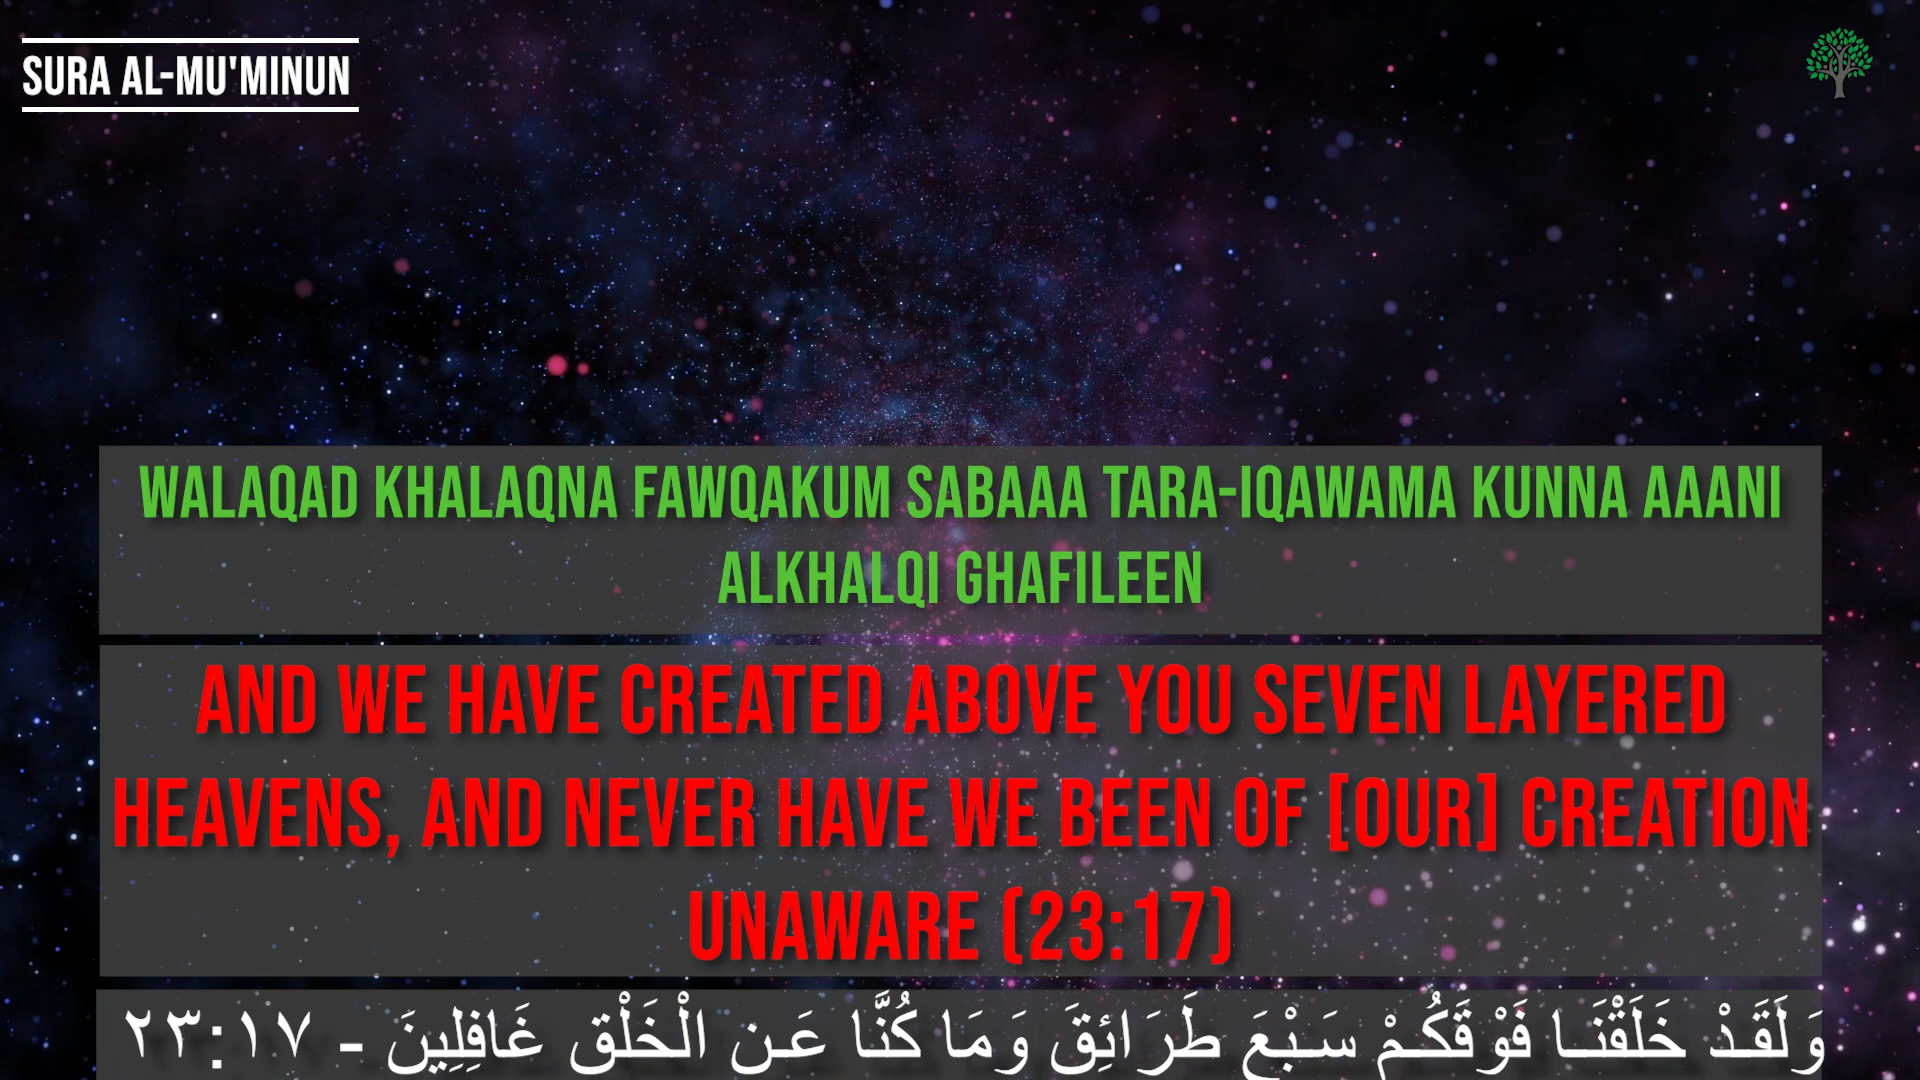 SURA AL-MU'MINUN
WALAQAD KHALAQNA FAWQAKUM SABAAA TARA-IQAWAMA KUNNA AAANI
ALKHALQI GHAFILEEN
AND WE HAVE CREATED ABOVE YOU SEVEN LAYERED
HEAVENS, AND NEVER HAVE WE BEEN OF [OUR] CREATION
UNAWARE (23:17)
وَلَقَدْ خَلَقْنَا فَوْقَكُمْ سَبْعَ طَرَائِقَ وَمَا كُنَّا عَنِ الْخَلْقِ غَافِلِينَ - ٢٣:١٧